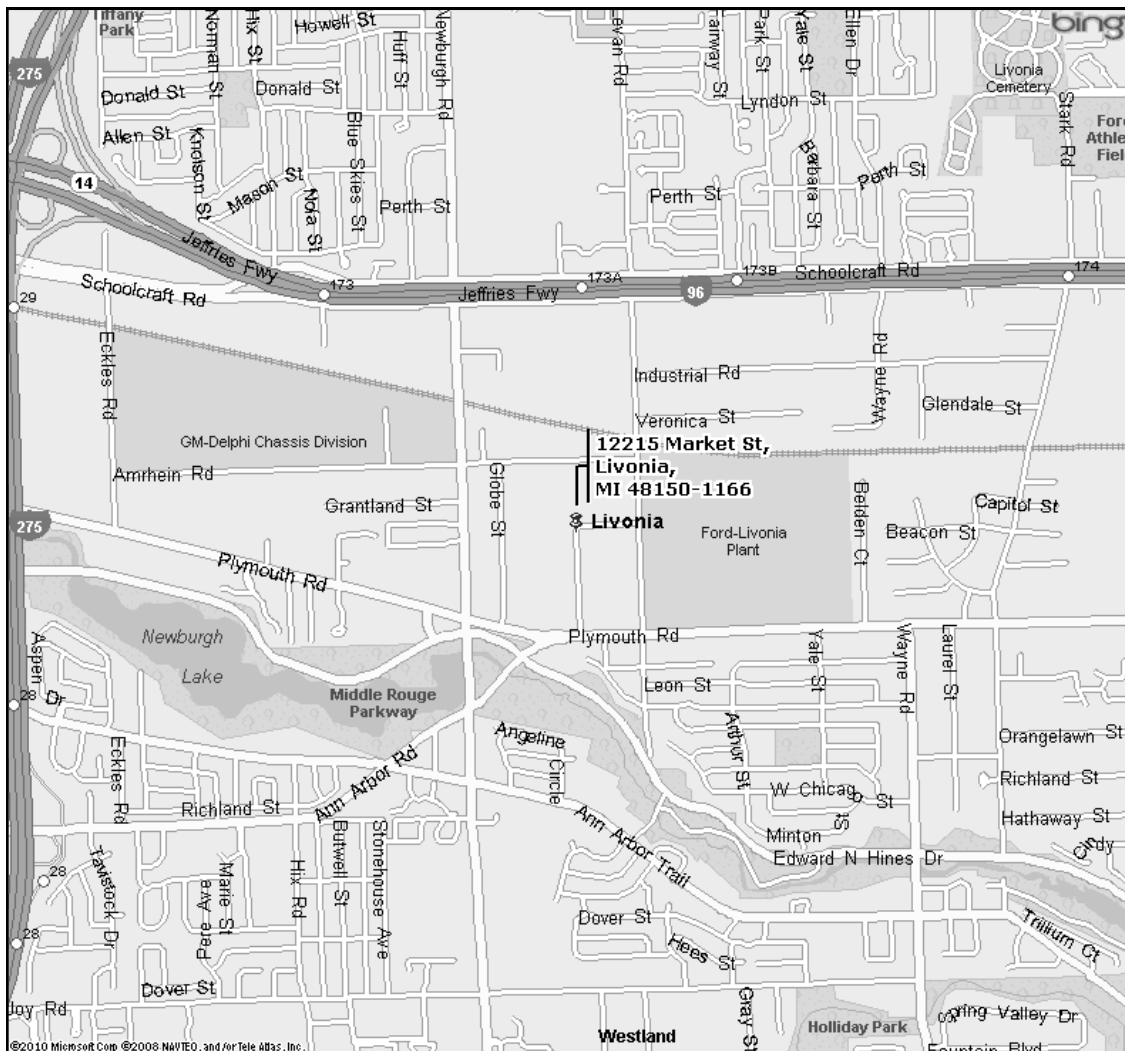 Tiffany
Park
Howell St
bing
275
Norman St
Hix St
Huff St
Newburgh Rd
Levan Rd
Tarrway St
Park St
Yale St
Ellen Dr
Livonia
Cemetery
Donald St
Donald St
Lyndon St
Stark Rd
Ford
Athle
Fiel
Allen St
Knolson St
Mason St
Nola St
Blue Skies St
Perth St
Perth St
Barbara St
Perth St
14
Jeffries Fwy
Schoolcraft Rd
29
173
Jeffries Fwy
173A
96
173B
Schoolcraft Rd
174
Eckles Rd
Industrial Rd
Wayne Rd
Glendale St
Veronica St
GM-Delphi Chassis Division
12215 Market St,
Livonia,
MI 48150-1166
Amrhein Rd
Globe St
Grantland St
Livonia
Ford-Livonia
Plant
Belden Ct
Capitol St
Beacon St
275
Plymouth Rd
Plymouth Rd
Newburgh
Lake
Aspen Dr
28
Middle Rouge
Parkway
Leon St
Yale St
Wayne Rd
Laurel St
Angeline
Circle
Arthur St
Orangelawn St
Eckles Rd
Ann Arbor Rd
Richland St
Richland St
W Chicago St
Hathaway St
Minton St
Cindy
Edward N Hines Dr
Ann Arbor Trail
28
Tavistock Dr
Pere Ave
Marie St
Hix Rd
Butwell St
Stonehouse Ave
Dover St
Hees St
Trillium Ct
28
Dover St
Joy Rd
Gray St
Westland
Holliday Park
Spring Valley Dr
Fountain Blvd
©2010 Microsoft Corp ©2008 NAVTEQ, and/or Tele Atlas, Inc.